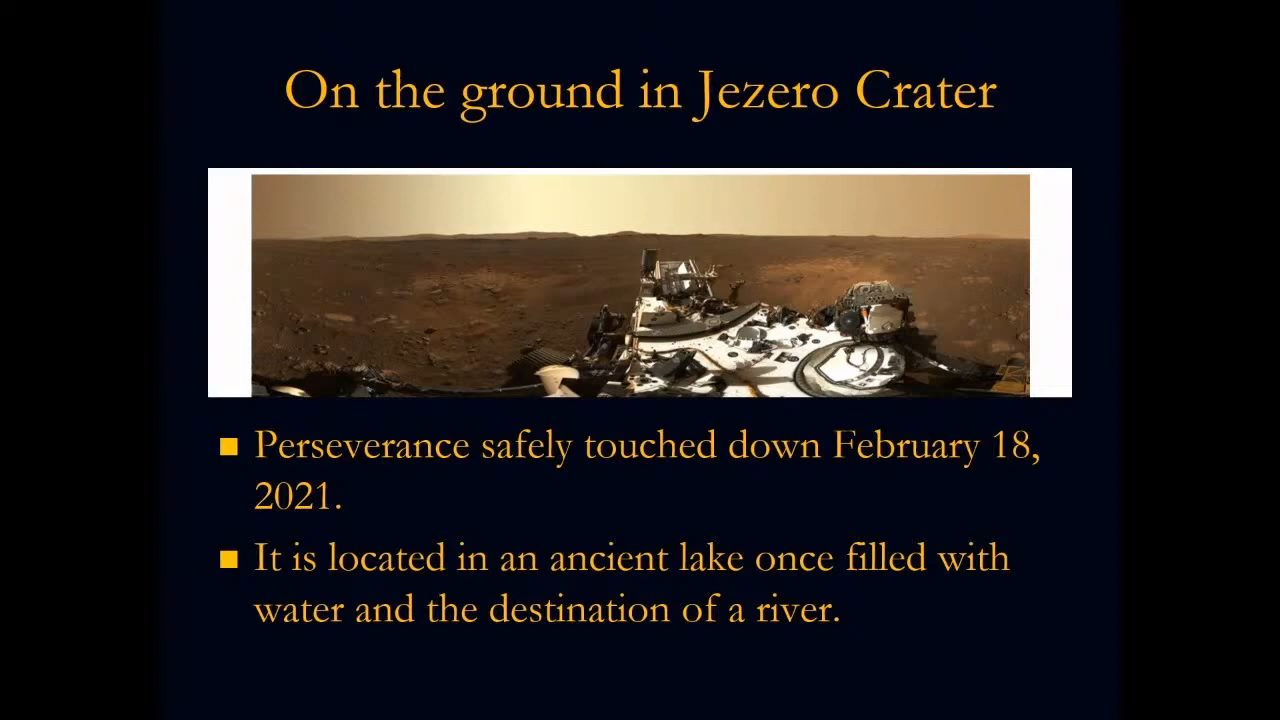 On the ground in Jezero Crater
Perseverance safely touched down February 18,
2021.
It is located in an ancient lake once filled with
water and the destination of a river.